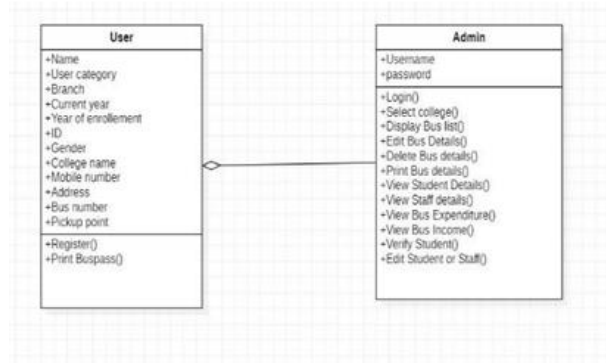 User
+Name
+User category
+Branch
+Current year
+Year of enrollement
+ID
+Gender
+College name
+Mobile number
+Address
+Bus number
+Pickup point
+Register()
+Print Buspass()
Admin
+Username
+password
+Login()
+Select college()
+Display Bus list()
+Edit Bus Details()
+Delete Bus details()
+Print Bus details()
+View Student Details()
+View Staff details()
+View Bus Expenditure()
+View Bus Income()
+Verify Student()
+Edit Student or Staff()